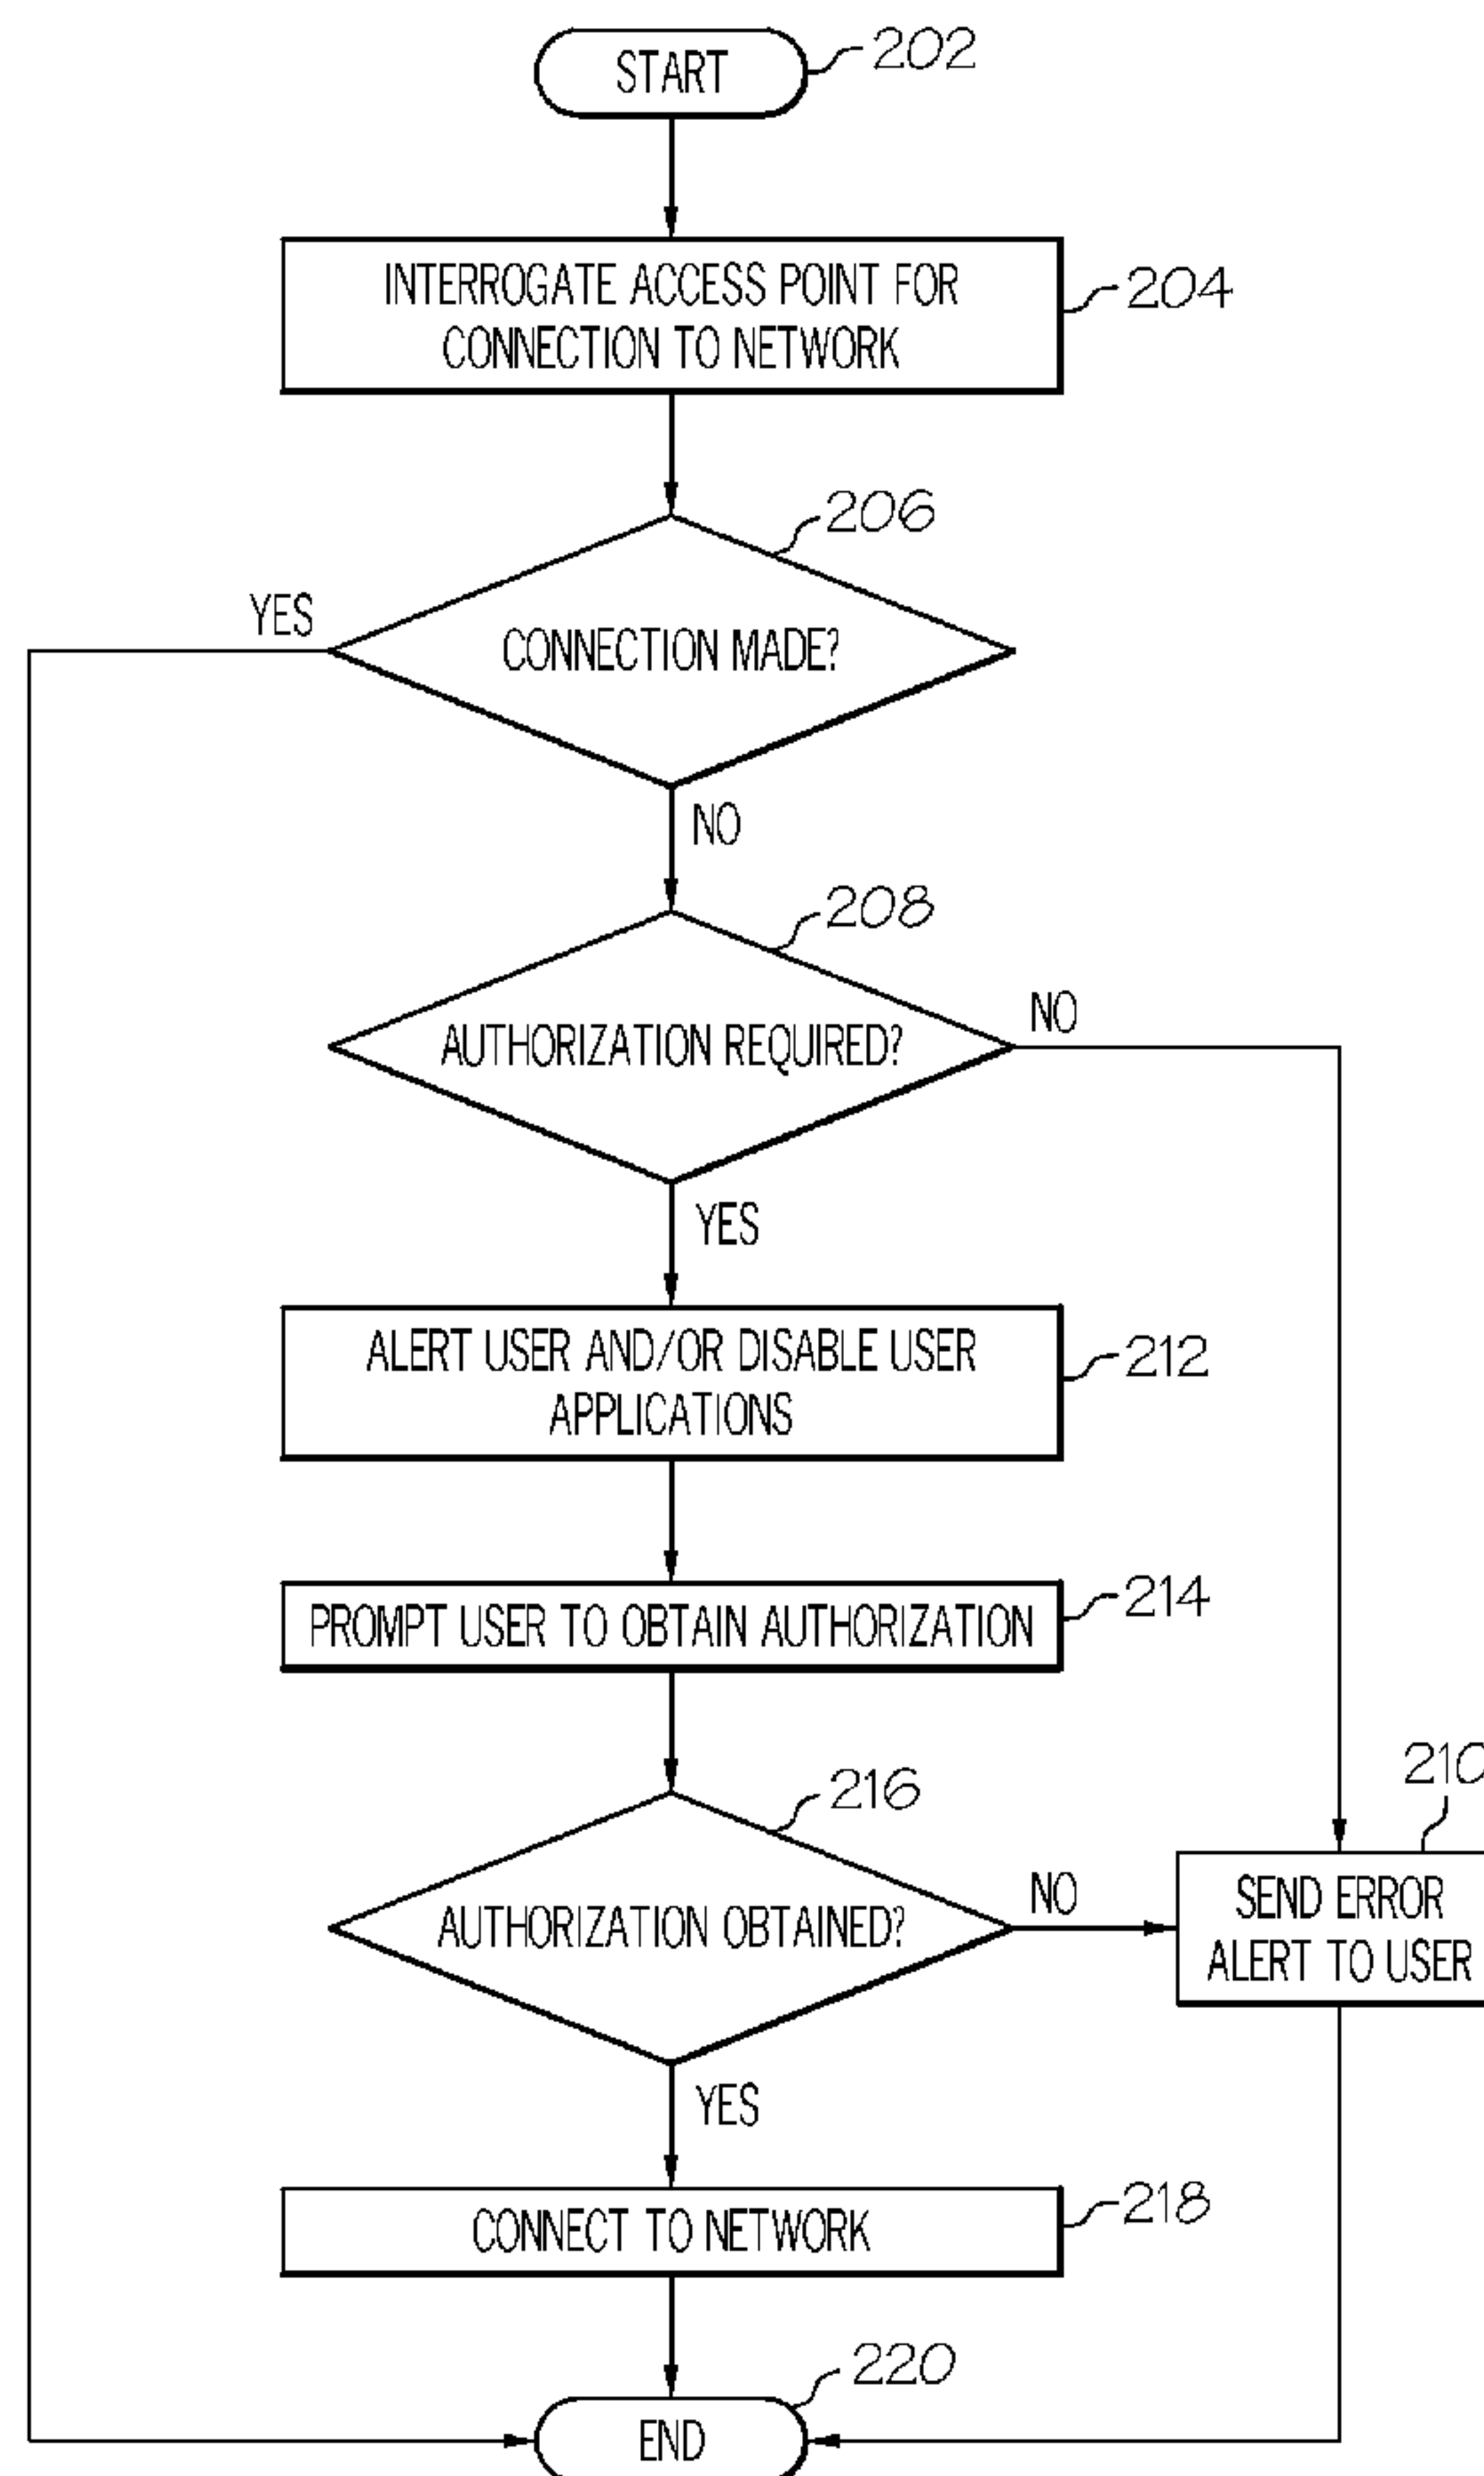 START
202
INTERROGATE ACCESS POINT FOR
CONNECTION TO NETWORK
204
206
YES
CONNECTION MADE?
NO
208
NO
AUTHORIZATION REQUIRED?
YES
ALERT USER AND/OR DISABLE USER
APPLICATIONS
212
PROMPT USER TO OBTAIN AUTHORIZATION
214
216
210
NO
AUTHORIZATION OBTAINED?
SEND ERROR
ALERT TO USER
YES
CONNECT TO NETWORK
218
220
END